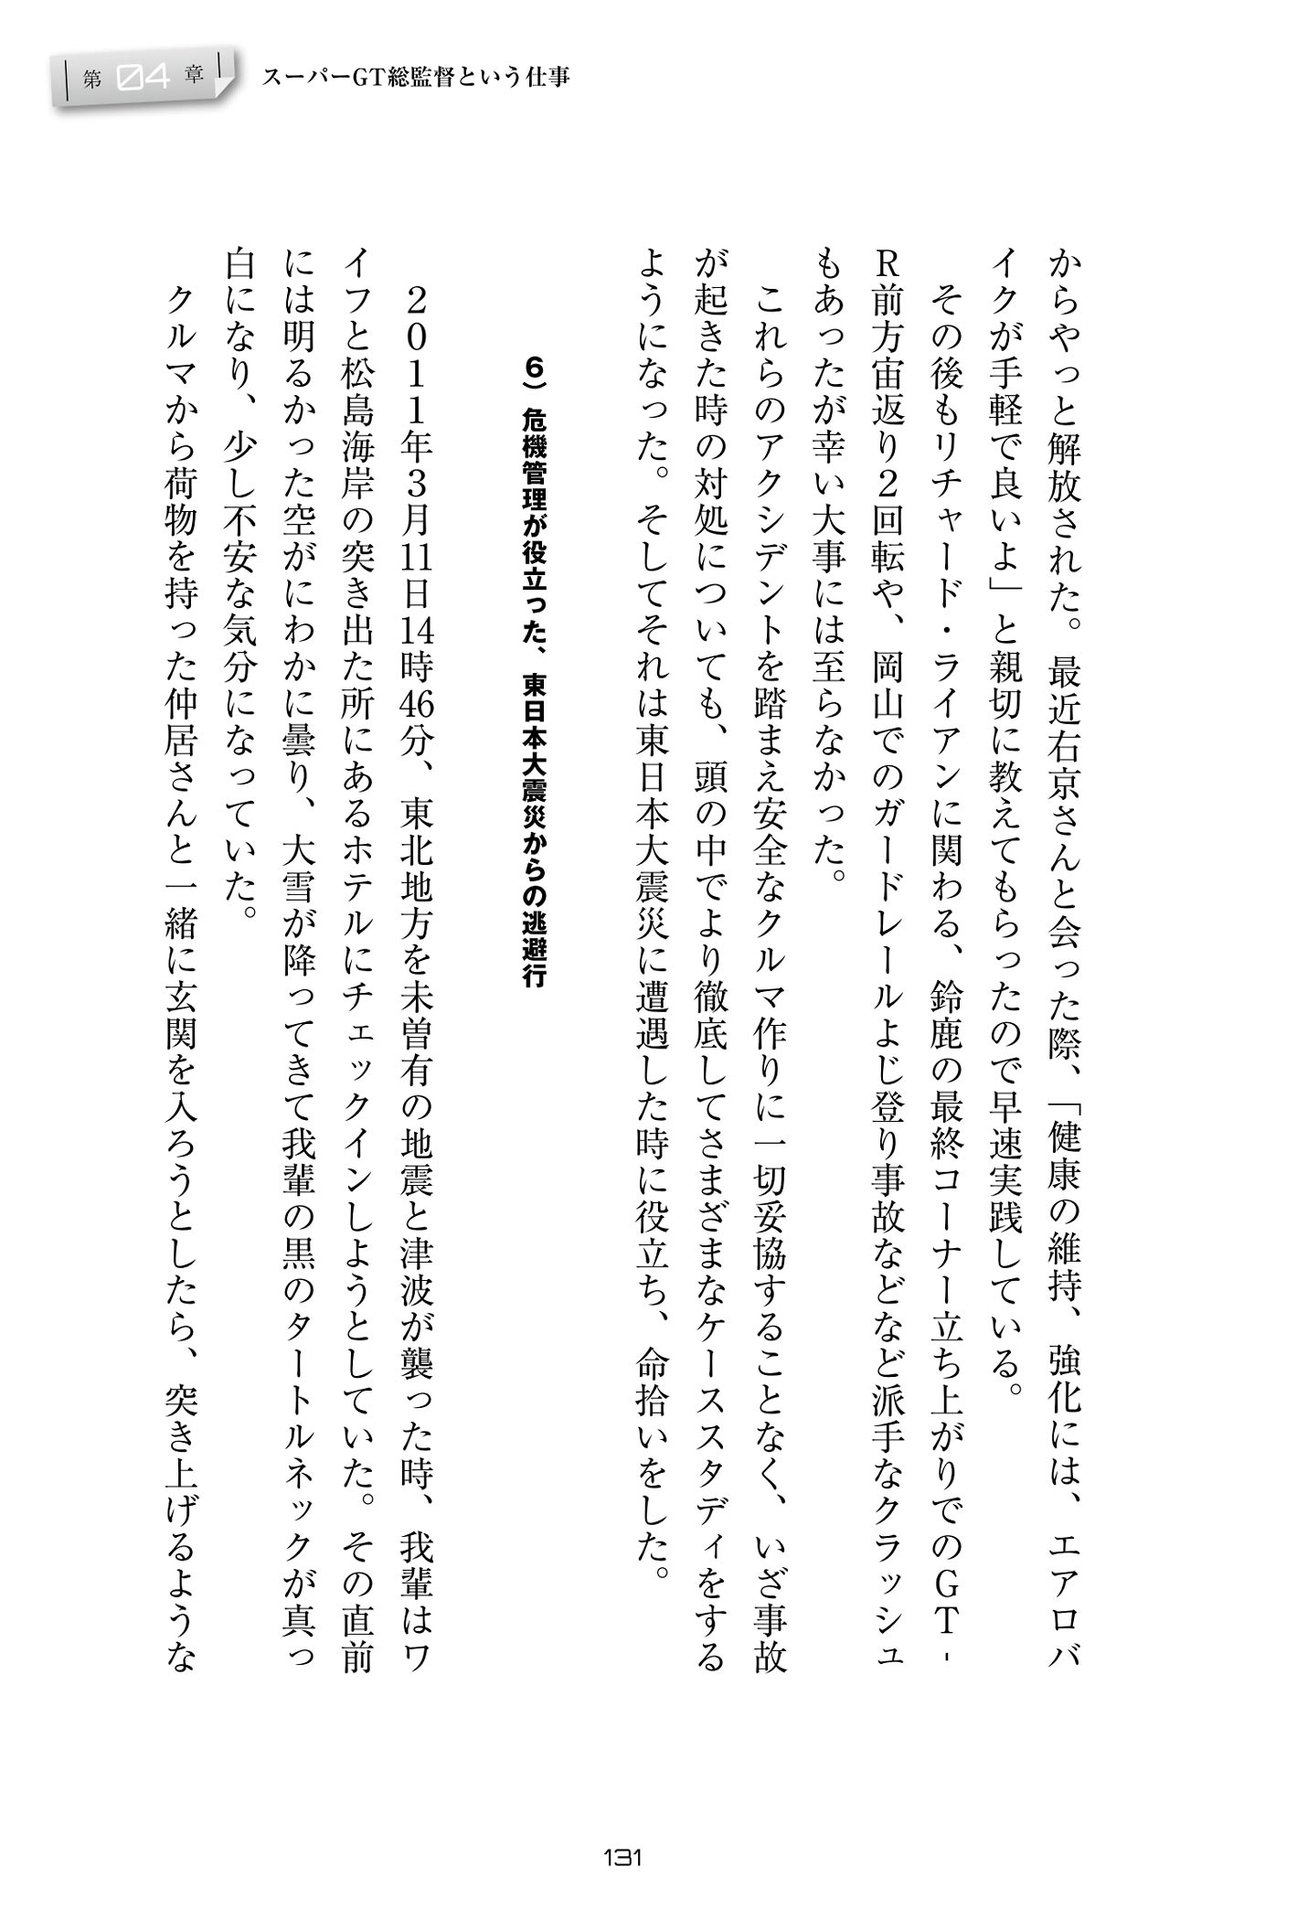 第04章
スーパーGT総監督という仕事
からやっと解放された。最近右京さんと会った際、「健康の維持、強化には、エアロバ
イクが手軽で良いよ」と親切に教えてもらったので早速実践している。
その後もリチャード・ライアンに関わる、鈴鹿の最終コーナー立ち上がりでのGT-
R前方宙返り2回転や、岡山でのガードレールよじ登り事故などなど派手なクラッシュ
もあったが幸い大事には至らなかった。
これらのアクシデントを踏まえ安全なクルマ作りに一切妥協することなく、いざ事故
が起きた時の対処についても、頭の中でより徹底してさまざまなケーススタディをする
ようになった。そしてそれは東日本大震災に遭遇した時に役立ち、命拾いをした。
6）危機管理が役立った、東日本大震災からの逃避行
2011年3月11日14時46分、東北地方を未曽有の地震と津波が襲った時、我輩はワ
イフと松島海岸の突き出た所にあるホテルにチェックインしようとしていた。その直前
には明るかった空がにわかに曇り、大雪が降ってきて我輩の黒のタートルネックが真っ
白になり、少し不安な気分になっていた。
クルマから荷物を持った仲居さんと一緒に玄関を入ろうとしたら、突き上げるような
131